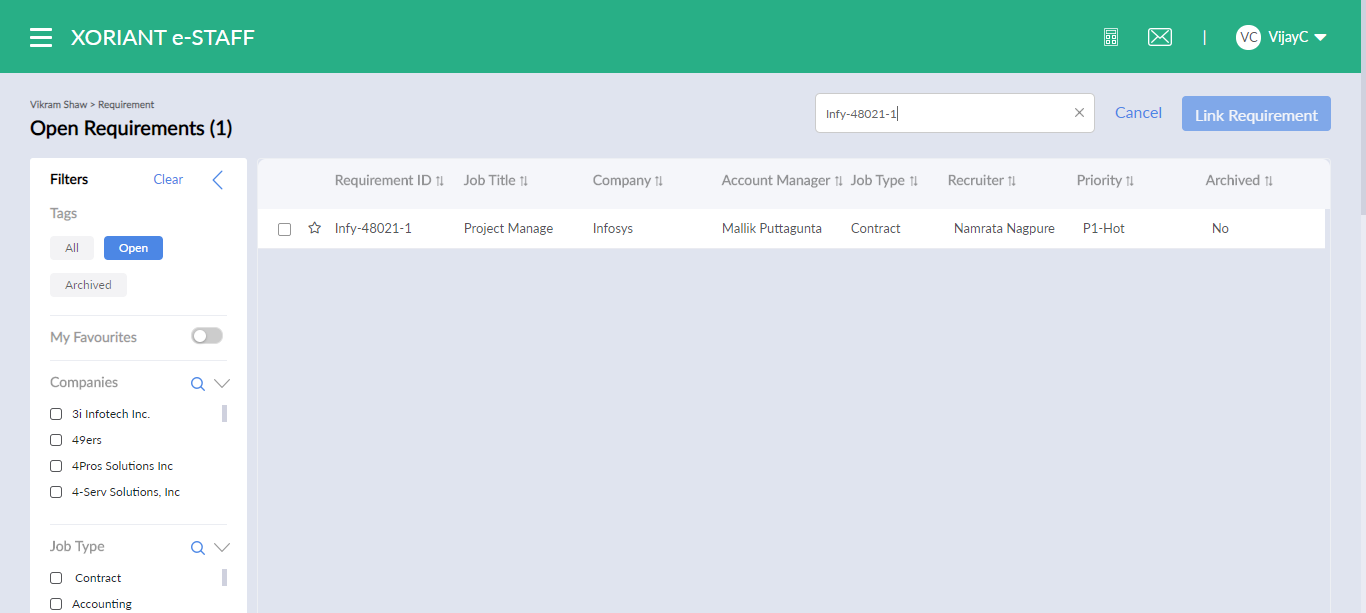 XORIANT e-STAFF
|
VC VijayC
Vikram Shaw > Requirement
Open Requirements (1)
Infy-48021-1
Cancel
Link Requirement
Filters
Clear
Tags
All
Open
Archived
My Favourites
Companies
3i Infotech Inc.
49ers
4Pros Solutions Inc
4-Serv Solutions, Inc
Job Type
Contract
Accounting
Requirement ID Job Title Company Account Manager Job Type Recruiter Priority Archived
Infy-48021-1 Project Manage Infosys Mallik Puttagunta Contract Namrata Nagpure P1-Hot No